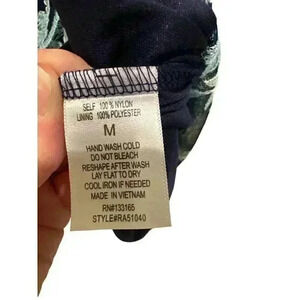 SELF 100% NYLON
LINING 100% POLYESTER
M
HAND WASH COLD
DO NOT BLEACH
RESHAPE AFTER WASH
LAY FLAT TO DRY
COOL IRON IF NEEDED
MADE IN VIETNAM
RN#133165
STYLE#RA51040